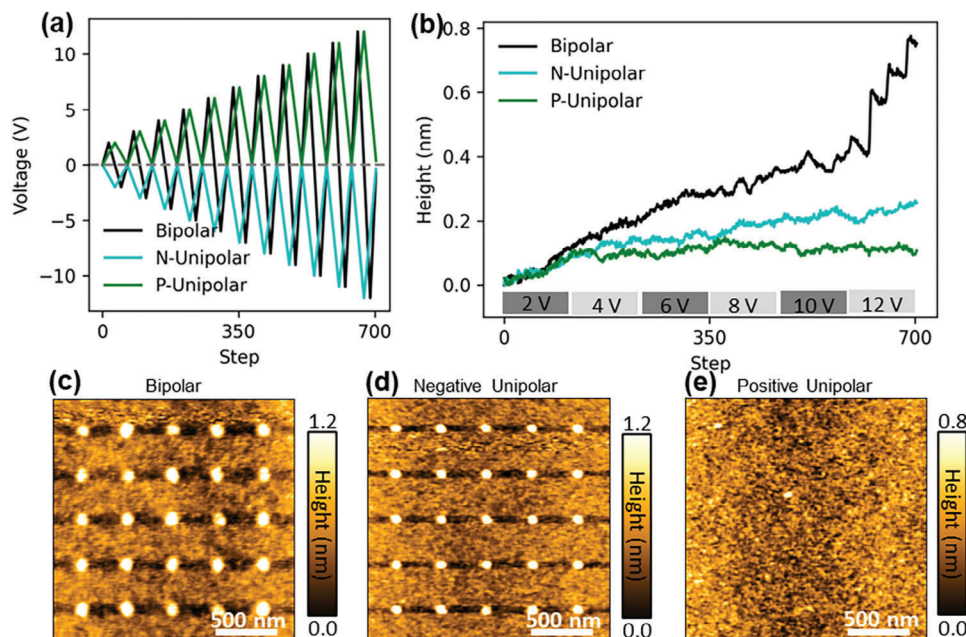 (a)
Voltage (V)
10
5
0
−5
−10
Bipolar
N-Unipolar
P-Unipolar
0
350
700
Step
(b)
Height (nm)
0.8
0.6
0.4
0.2
0.0
Bipolar
N-Unipolar
P-Unipolar
2 V
4 V
6 V
8 V
10 V
12 V
0
350
700
Step
(c)
Bipolar
500 nm
1.2
Height (nm)
0.0
(d)
Negative Unipolar
500 nm
1.2
Height (nm)
0.0
(e)
Positive Unipolar
500 nm
0.8
Height (nm)
0.0